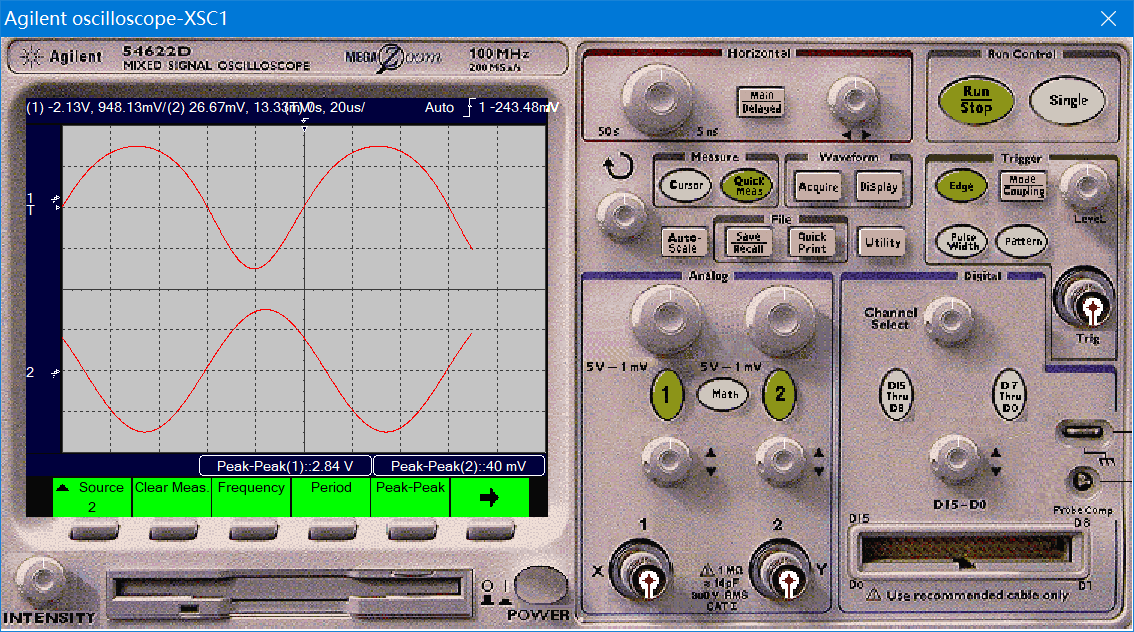 Agilent oscilloscope-XSC1
Agilent 54622D
MIXED SIGNAL OSCILLOSCOPE
MEGA Zoom
100 MHz
200 MSa/s
(1) -2.13V, 948.13mV/(2) 26.67mV, 13.33mV/ 0s, 20us/ Auto 1 -243.48mV
1
T
2
Peak-Peak(1)::2.84 V Peak-Peak(2)::40 mV
Source Clear Meas. Frequency Period Peak-Peak
2
INTENSITY
POWER
Horizontal
Main
Delayed
50s 5 ns
Run Control
Run
Stop
Single
Measure
Cursor
Quick
Meas
Waveform
Acquire Display
Auto-
Scale
File
Save
Recall
Quick
Print
Utility
Trigger
Edge
Mode
Coupling
Level
Pulse
Width
Pattern
Trig
Analog
5V - 1 mV 5V - 1 mV
1 Math 2
1 2
X Y
1 MΩ
≈ 14pF
300 V RMS
CAT I
Digital
Channel
Select
D15
Thru
D8
D7
Thru
D0
D15-D0
Probe Comp
D15 D8
D0 D1
Use recommended cable only